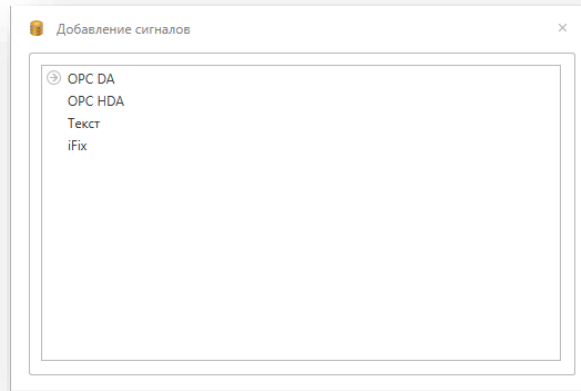 Добавление сигналов
OPC DA
OPC HDA
Текст
iFix